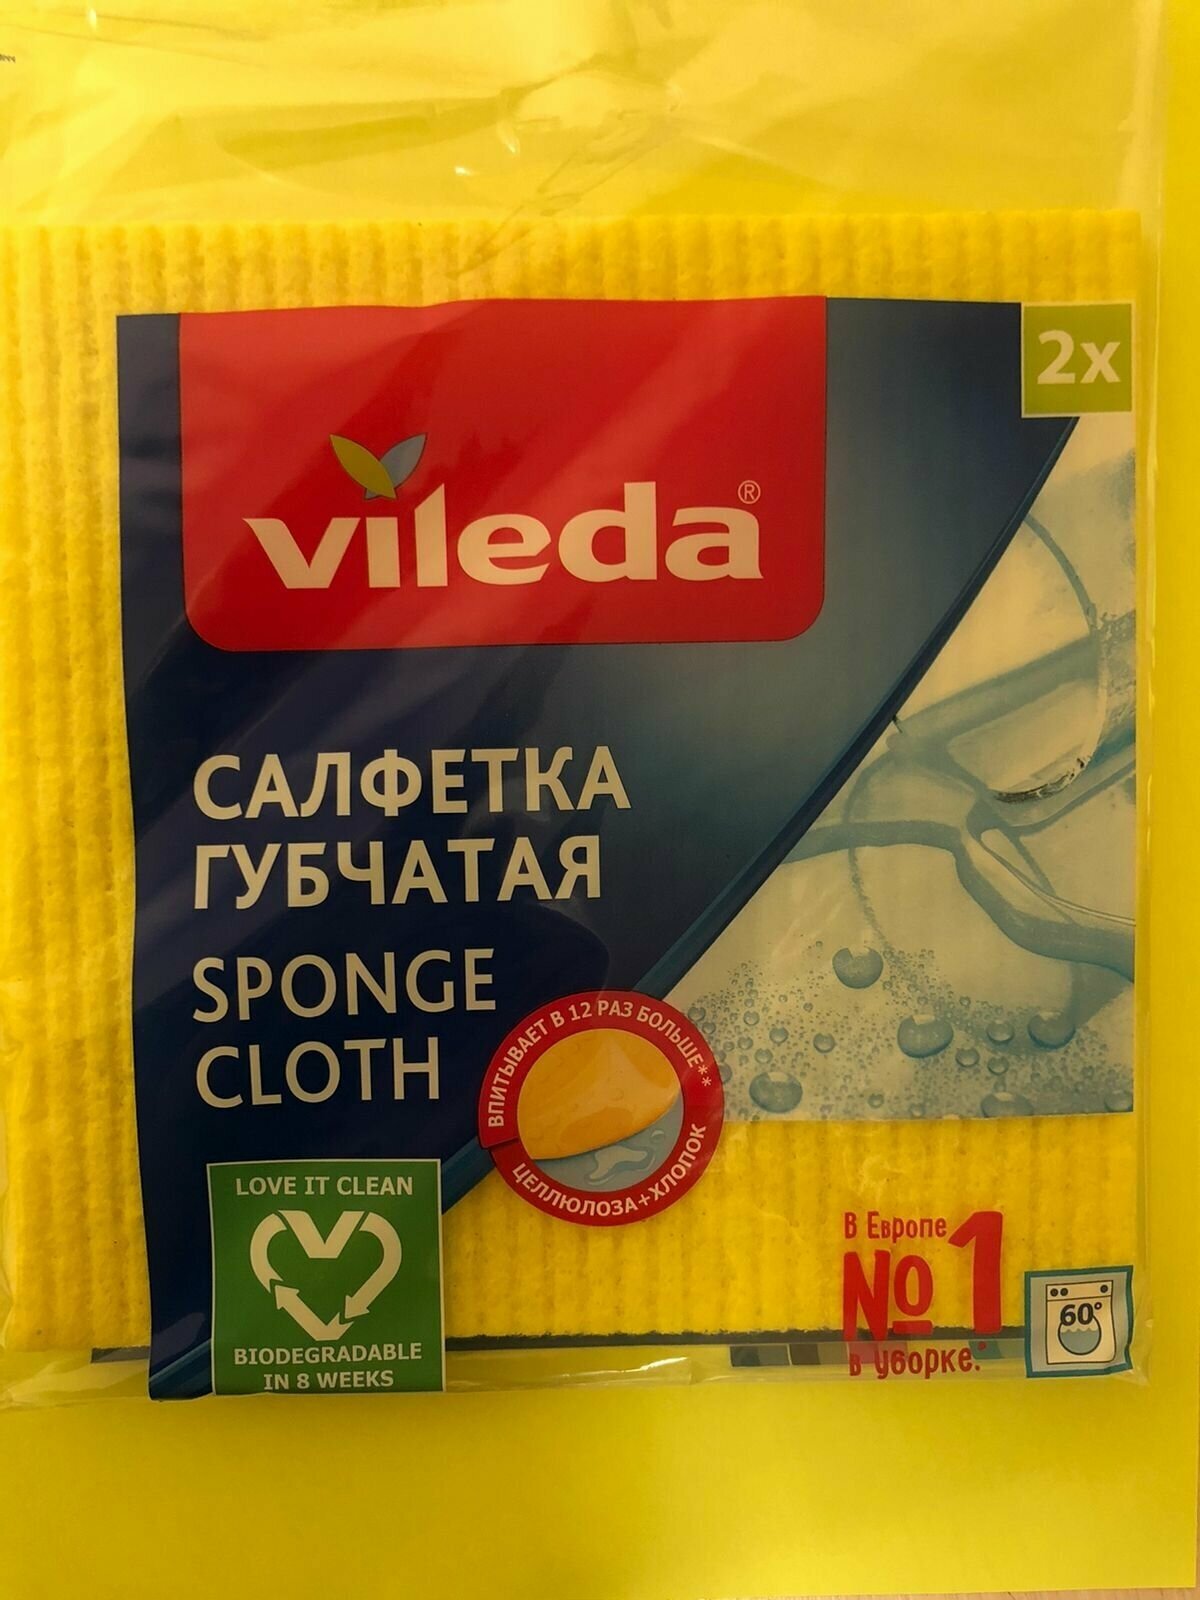 2x
vileda®
САЛФЕТКА
ГУБЧАТАЯ
SPONGE
CLOTH
ВПИТЫВАЕТ В 12 РАЗ БОЛЬШЕ**
ЦЕЛЛЮЛОЗА+ХЛОПОК
LOVE IT CLEAN
BIODEGRADABLE
IN 8 WEEKS
В Европе
№1
в уборке.*
60°